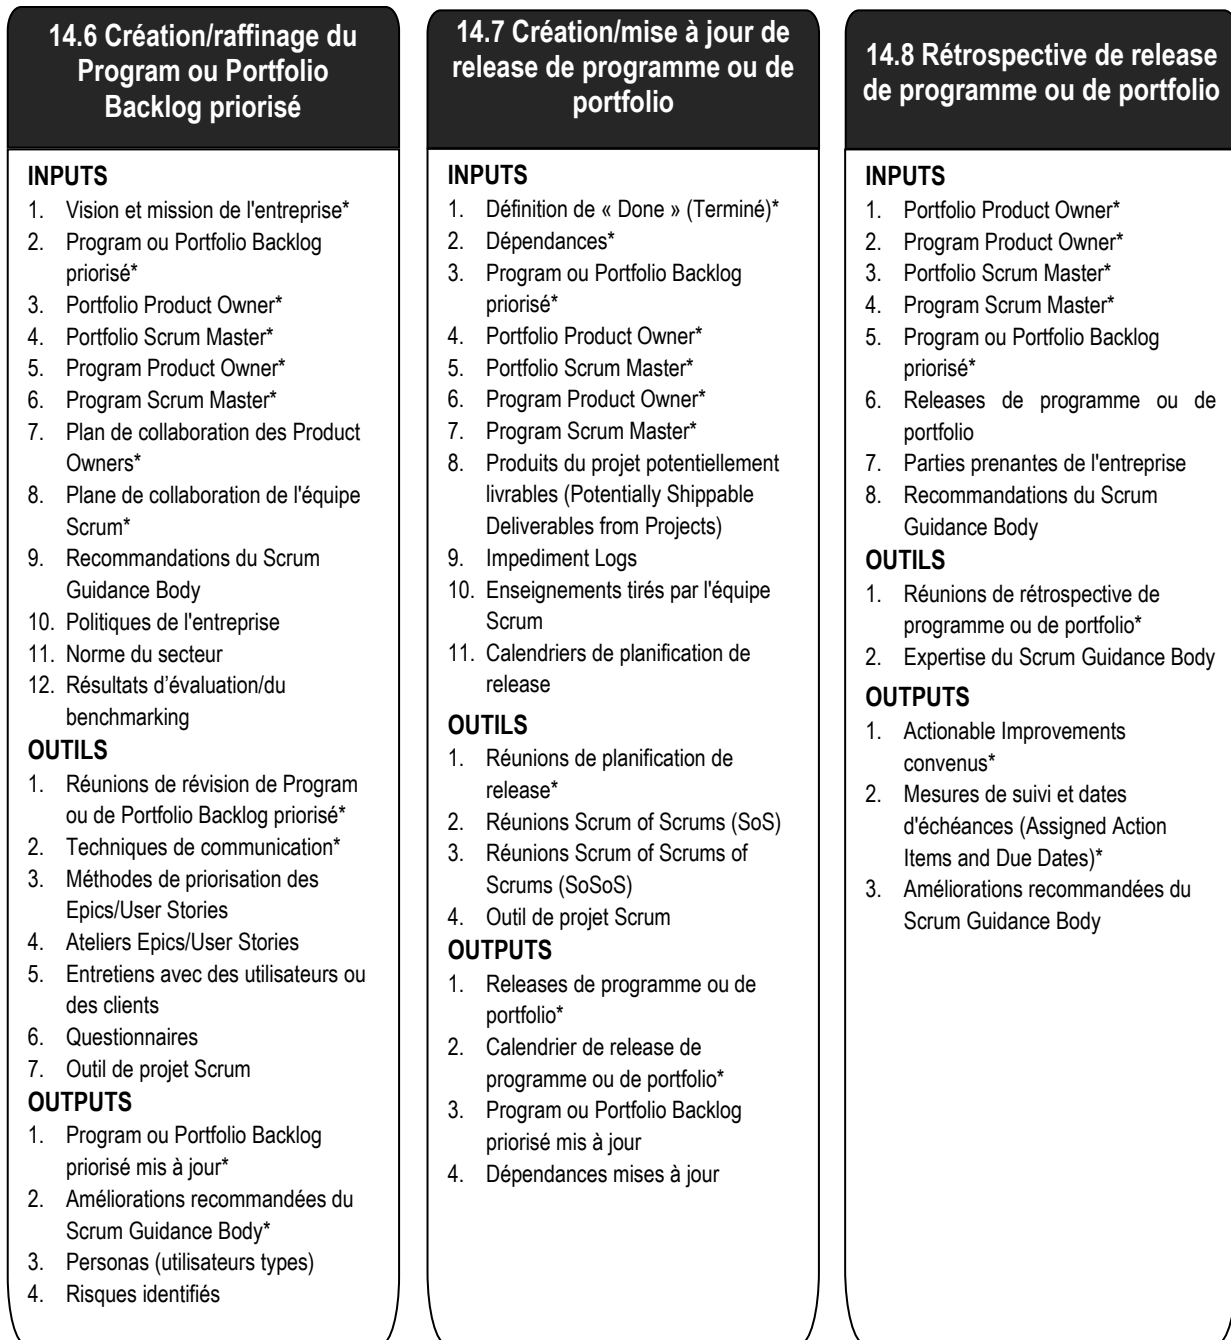 14.6 Création/raffinage du
Program ou Portfolio
Backlog priorisé
INPUTS
1. Vision et mission de l'entreprise*
2. Program ou Portfolio Backlog
priorisé*
3. Portfolio Product Owner*
4. Portfolio Scrum Master*
5. Program Product Owner*
6. Program Scrum Master*
7. Plan de collaboration des Product
Owners*
8. Plane de collaboration de l'équipe
Scrum*
9. Recommandations du Scrum
Guidance Body
10. Politiques de l'entreprise
11. Norme du secteur
12. Résultats d’évaluation/du
benchmarking
OUTILS
1. Réunions de révision de Program
ou de Portfolio Backlog priorisé*
2. Techniques de communication*
3. Méthodes de priorisation des
Epics/User Stories
4. Ateliers Epics/User Stories
5. Entretiens avec des utilisateurs ou
des clients
6. Questionnaires
7. Outil de projet Scrum
OUTPUTS
1. Program ou Portfolio Backlog
priorisé mis à jour*
2. Améliorations recommandées du
Scrum Guidance Body*
3. Personas (utilisateurs types)
4. Risques identifiés
14.7 Création/mise à jour de
release de programme ou de
portfolio
INPUTS
1. Définition de « Done » (Terminé)*
2. Dépendances*
3. Program ou Portfolio Backlog
priorisé*
4. Portfolio Product Owner*
5. Portfolio Scrum Master*
6. Program Product Owner*
7. Program Scrum Master*
8. Produits du projet potentiellement
livrables (Potentially Shippable
Deliverables from Projects)
9. Impediment Logs
10. Enseignements tirés par l'équipe
Scrum
11. Calendriers de planification de
release
OUTILS
1. Réunions de planification de
release*
2. Réunions Scrum of Scrums (SoS)
3. Réunions Scrum of Scrums of
Scrums (SoSoS)
4. Outil de projet Scrum
OUTPUTS
1. Releases de programme ou de
portfolio*
2. Calendrier de release de
programme ou de portfolio*
3. Program ou Portfolio Backlog
priorisé mis à jour
4. Dépendances mises à jour
14.8 Rétrospective de release
de programme ou de portfolio
INPUTS
1. Portfolio Product Owner*
2. Program Product Owner*
3. Portfolio Scrum Master*
4. Program Scrum Master*
5. Program ou Portfolio Backlog
priorisé*
6. Releases de programme ou de
portfolio
7. Parties prenantes de l'entreprise
8. Recommandations du Scrum
Guidance Body
OUTILS
1. Réunions de rétrospective de
programme ou de portfolio*
2. Expertise du Scrum Guidance Body
OUTPUTS
1. Actionable Improvements
convenus*
2. Mesures de suivi et dates
d'échéances (Assigned Action
Items and Due Dates)*
3. Améliorations recommandées du
Scrum Guidance Body